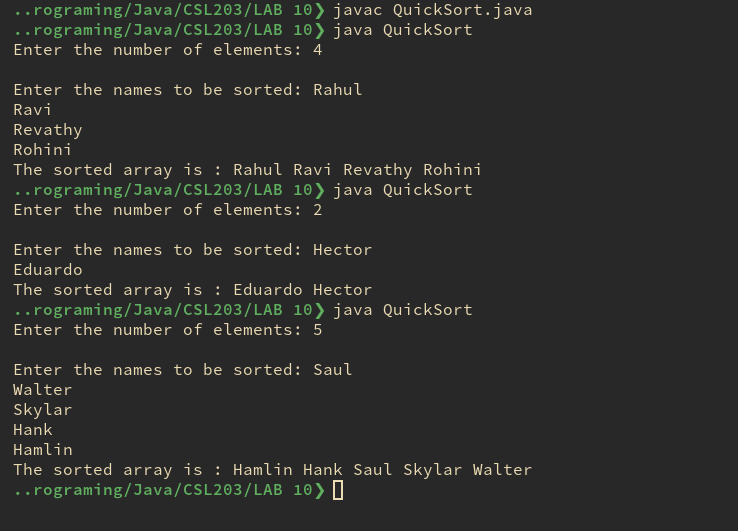 ..rograming/Java/CSL203/LAB 10❯ javac QuickSort.java
..rograming/Java/CSL203/LAB 10❯ java QuickSort
Enter the number of elements: 4

Enter the names to be sorted: Rahul
Ravi
Revathy
Rohini
The sorted array is : Rahul Ravi Revathy Rohini
..rograming/Java/CSL203/LAB 10❯ java QuickSort
Enter the number of elements: 2

Enter the names to be sorted: Hector
Eduardo
The sorted array is : Eduardo Hector
..rograming/Java/CSL203/LAB 10❯ java QuickSort
Enter the number of elements: 5

Enter the names to be sorted: Saul
Walter
Skylar
Hank
Hamlin
The sorted array is : Hamlin Hank Saul Skylar Walter
..rograming/Java/CSL203/LAB 10❯